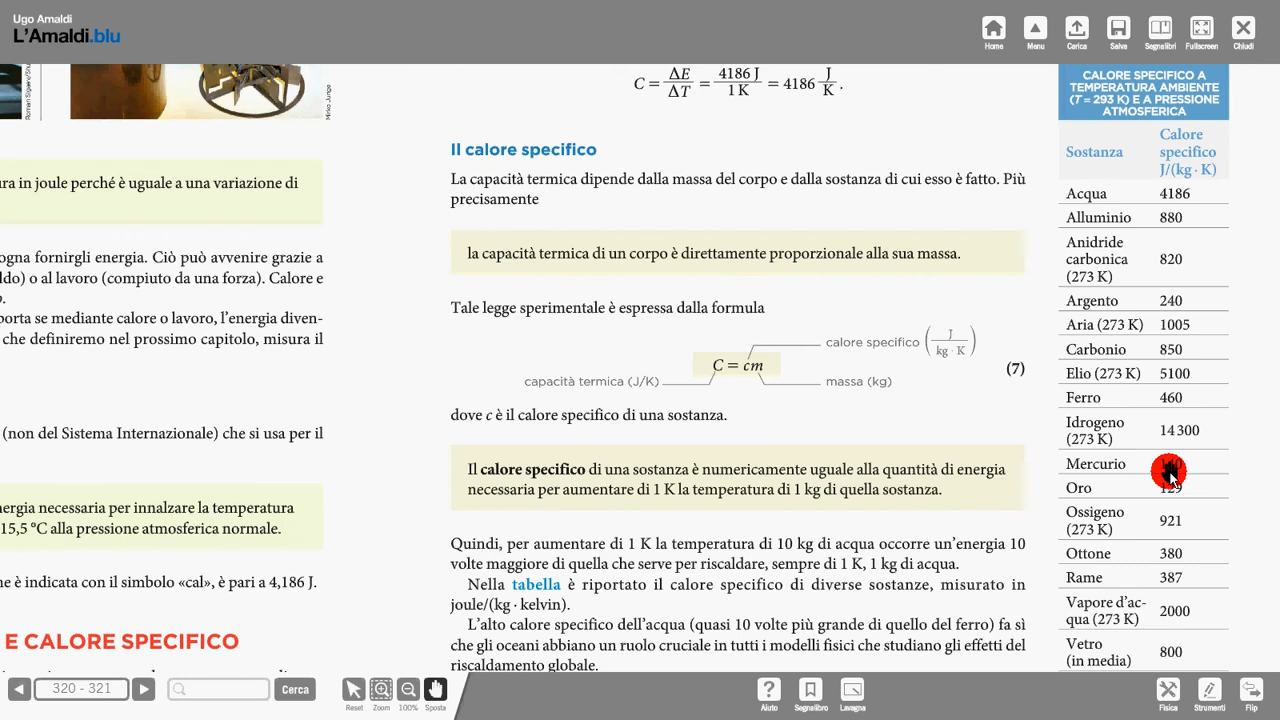 Ugo Amaldi
L'Amaldi.blu
Home
Menu
Carica
Salva
Segnalibri
Fullscreen
Chiudi
Mirko Junge
ura in joule perché è uguale a una variazione di
ogna fornirgli energia. Ciò può avvenire grazie a
ldo) o al lavoro (compiuto da una forza). Calore e
o.
porta se mediante calore o lavoro, l'energia diven-
che definiremo nel prossimo capitolo, misura il
(non del Sistema Internazionale) che si usa per il
nergia necessaria per innalzare la temperatura
15,5 °C alla pressione atmosferica normale.
ne è indicata con il simbolo «cal», è pari a 4,186 J.
E CALORE SPECIFICO
C = ΔE/ΔT = 4186 J/1 K = 4186 J/K .
Il calore specifico
La capacità termica dipende dalla massa del corpo e dalla sostanza di cui esso è fatto. Più
precisamente
la capacità termica di un corpo è direttamente proporzionale alla sua massa.
Tale legge sperimentale è espressa dalla formula
calore specifico (J/kg · K)
C = cm
(7)
capacità termica (J/K)
massa (kg)
dove c è il calore specifico di una sostanza.
Il calore specifico di una sostanza è numericamente uguale alla quantità di energia
necessaria per aumentare di 1 K la temperatura di 1 kg di quella sostanza.
Quindi, per aumentare di 1 K la temperatura di 10 kg di acqua occorre un'energia 10
volte maggiore di quella che serve per riscaldare, sempre di 1 K, 1 kg di acqua.
Nella tabella è riportato il calore specifico di diverse sostanze, misurato in
joule/(kg · kelvin).
L'alto calore specifico dell'acqua (quasi 10 volte più grande di quello del ferro) fa sì
che gli oceani abbiano un ruolo cruciale in tutti i modelli fisici che studiano gli effetti del
riscaldamento globale.
CALORE SPECIFICO A
TEMPERATURA AMBIENTE
(T = 293 K) E A PRESSIONE
ATMOSFERICA
Sostanza
Calore
specifico
J/(kg · K)
Acqua 4186
Alluminio 880
Anidride
carbonica 820
(273 K)
Argento 240
Aria (273 K) 1005
Carbonio 850
Elio (273 K) 5100
Ferro 460
Idrogeno
(273 K) 14 300
Mercurio
Oro 129
Ossigeno
(273 K) 921
Ottone 380
Rame 387
Vapore d'ac-
qua (273 K) 2000
Vetro
(in media) 800
320 - 321
Cerca
Reset
Zoom
100%
Sposta
Aiuto
Segnalibro
Lavagna
Fisica
Strumenti
Flip